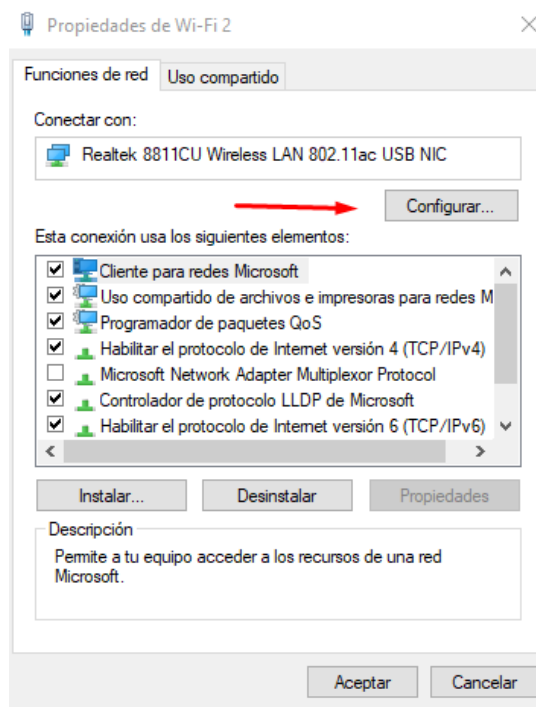 Propiedades de Wi-Fi 2
Funciones de red
Uso compartido
Conectar con:
Realtek 8811CU Wireless LAN 802.11ac USB NIC
Configurar...
Esta conexión usa los siguientes elementos:
Cliente para redes Microsoft
Uso compartido de archivos e impresoras para redes M
Programador de paquetes QoS
Habilitar el protocolo de Internet versión 4 (TCP/IPv4)
Microsoft Network Adapter Multiplexor Protocol
Controlador de protocolo LLDP de Microsoft
Habilitar el protocolo de Internet versión 6 (TCP/IPv6)
Instalar...
Desinstalar
Propiedades
Descripción
Permite a tu equipo acceder a los recursos de una red
Microsoft.
Aceptar
Cancelar